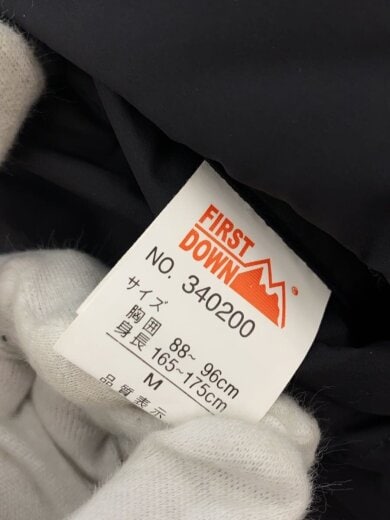 FIRST
DOWN®
NO. 340200
サイズ
胸囲 88~ 96cm
身長 165~175cm
M
品質表示